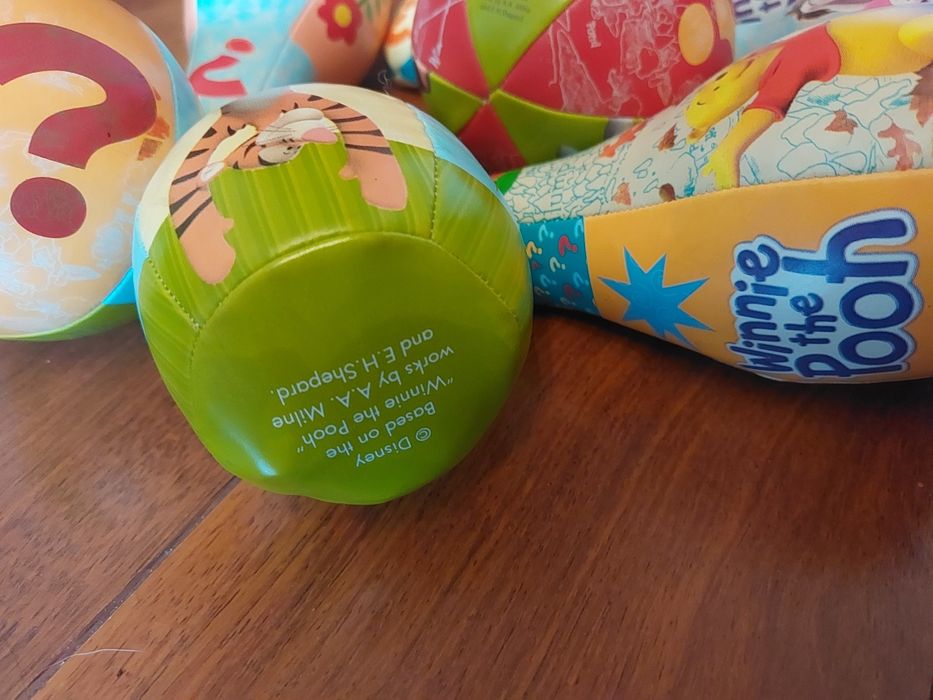 © Disney
Based on the
"Winnie the Pooh"
works by A.A. Milne
and E.H. Shepard.
Winnie
the
Pooh
?